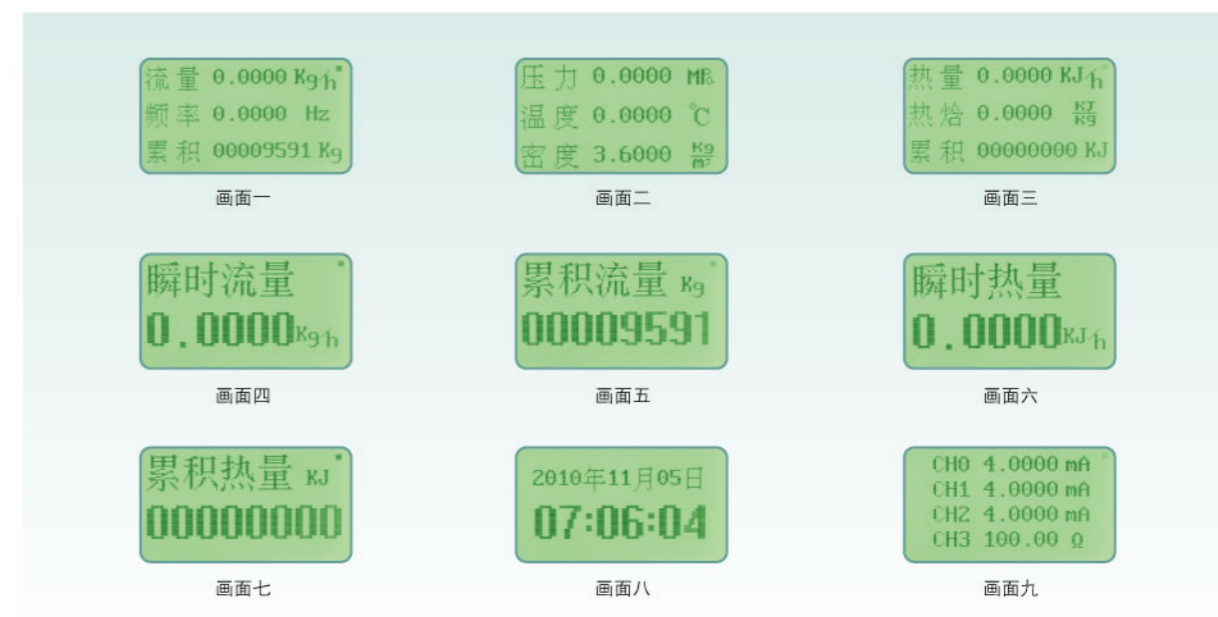 流量 0.0000 Kg/h
频率 0.0000 Hz
累积 00009591 Kg
画面一
压力 0.0000 MPa
温度 0.0000 ℃
密度 3.6000 Kg/m³
画面二
热量 0.0000 KJ/h
热焓 0.0000 KJ/Kg
累积 00000000 KJ
画面三
瞬时流量
0.0000Kg/h
画面四
累积流量 Kg
00009591
画面五
瞬时热量
0.0000KJ/h
画面六
累积热量 KJ
00000000
画面七
2010年11月05日
07:06:04
画面八
CH0 4.0000 mA
CH1 4.0000 mA
CH2 4.0000 mA
CH3 100.00 Ω
画面九